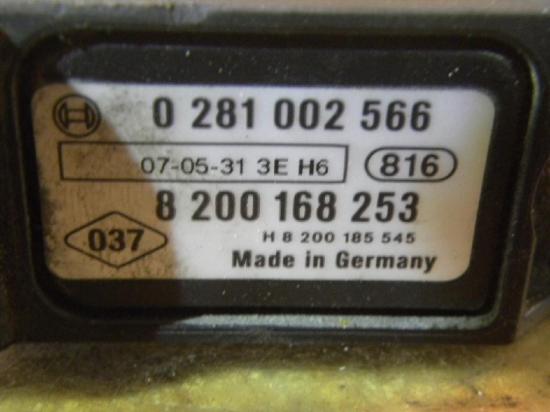 0 281 002 566
07-05-31 3E H6 816
8 200 168 253
037 H 8 200 185 545
Made in Germany